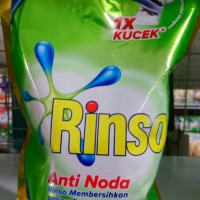 1X
KUCEK*
Rinso
Anti Noda
Rinso Membersihkan